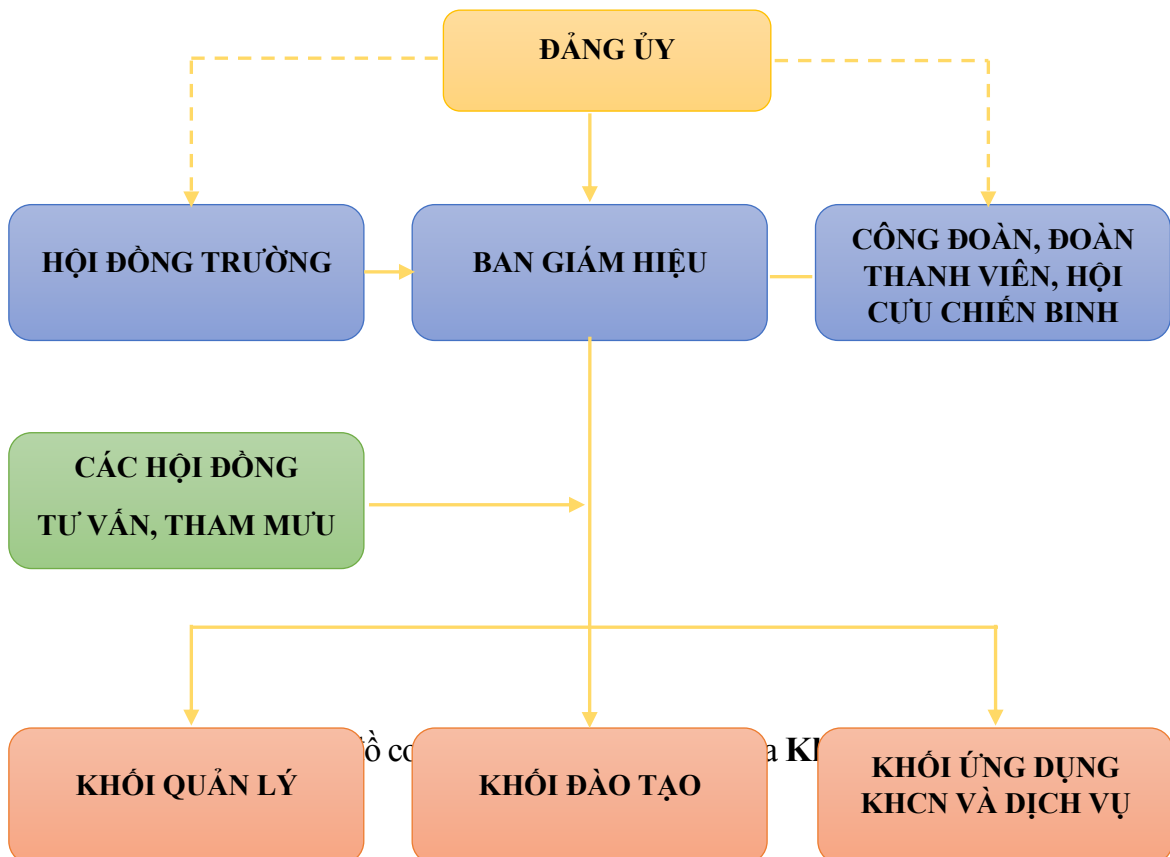 ĐẢNG ỦY
HỘI ĐỒNG TRƯỜNG
BAN GIÁM HIỆU
CÔNG ĐOÀN, ĐOÀN
THANH VIÊN, HỘI
CỰU CHIẾN BINH
CÁC HỘI ĐỒNG
TƯ VẤN, THAM MƯU
KHỐI QUẢN LÝ
KHỐI ĐÀO TẠO
KHỐI ỨNG DỤNG
KHCN VÀ DỊCH VỤ